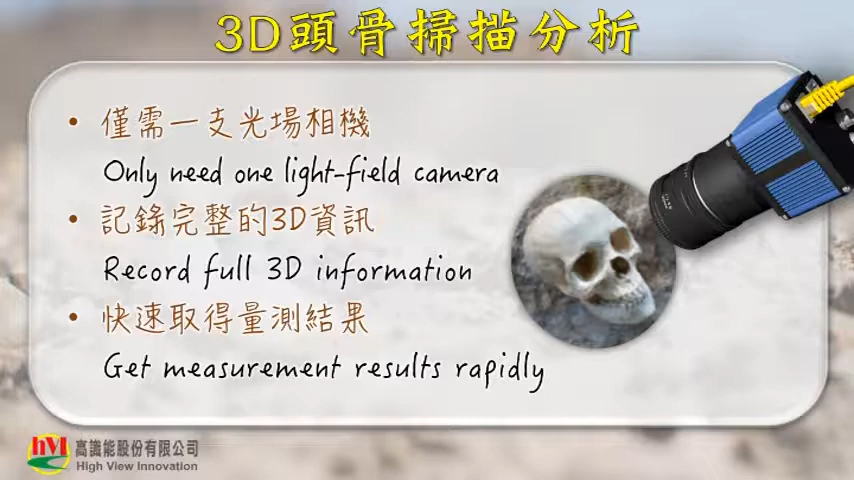 3D頭骨掃描分析
• 僅需一支光場相機
Only need one light-field camera
• 記錄完整的3D資訊
Record full 3D information
• 快速取得量測結果
Get measurement results rapidly
hvi 高識能股份有限公司
High View Innovation